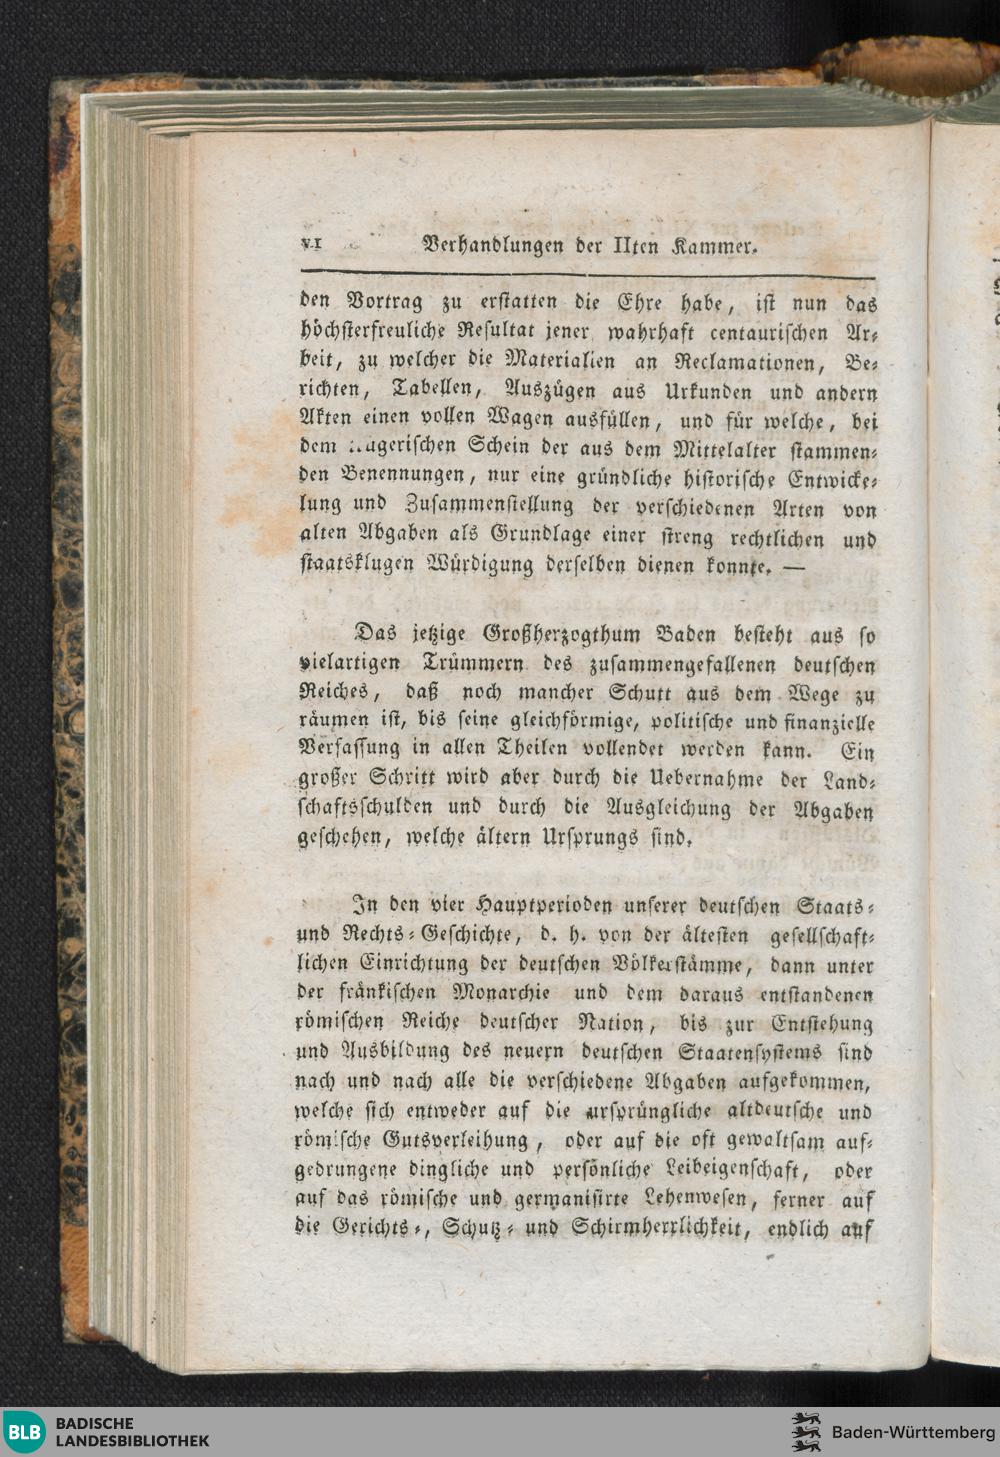 VI Verhandlungen der IIten Kammer.
den Vortrag zu erstatten die Ehre habe, ist nun das
höchsterfreuliche Resultat jener wahrhaft centaurischen Ar-
beit, zu welcher die Materialien an Reclamationen, Be-
richten, Tabellen, Auszügen aus Urkunden und andern
Akten einen vollen Wagen ausfüllen, und für welche, bei
dem Schein der aus dem Mittelalter stammen-
den Benennungen, nur eine gründliche historische Entwicke-
lung und Zusammenstellung der verschiedenen Arten von
alten Abgaben als Grundlage einer streng rechtlichen und
staatsklugen Würdigung derselben dienen konnte. —
Das jetzige Großherzogthum Baden besteht aus so
vielartigen Trümmern des zusammengefallenen deutschen
Reiches, daß noch mancher Schutt aus dem Wege zu
räumen ist, bis seine gleichförmige, politische und finanzielle
Verfassung in allen Theilen vollendet werden kann. Ein
großer Schritt wird aber durch die Uebernahme der Land-
schaftsschulden und durch die Ausgleichung der Abgaben
geschehen, welche ältern Ursprungs sind.
In den vier Hauptperioden unserer deutschen Staats-
und Rechts-Geschichte, d. h. von der ältesten gesellschaft-
lichen Einrichtung der deutschen Völkerstämme, dann unter
der fränkischen Monarchie und dem daraus entstandenen
römischen Reiche deutscher Nation, bis zur Entstehung
und Ausbildung des neuern deutschen Staatensystems sind
nach und nach alle die verschiedene Abgaben aufgekommen,
welche sich entweder auf die ursprüngliche altdeutsche und
römische Gutsverleihung, oder auf die oft gewaltsam auf-
gedrungene dingliche und persönliche Leibeigenschaft, oder
auf das römische und germanisirte Lehenwesen, ferner auf
die Gerichts-, Schutz- und Schirmherrlichkeit, endlich auf
BLB BADISCHE
LANDESBIBLIOTHEK
Baden-Württemberg